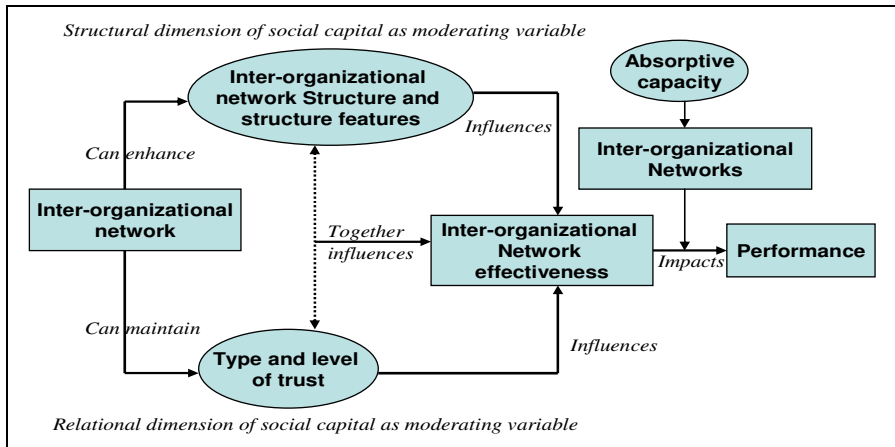 Structural dimension of social capital as moderating variable
Inter-organizational
network Structure and
structure features
Absorptive
capacity
Can enhance
Influences
Inter-organizational
Networks
Inter-organizational
network
Together
influences
Inter-organizational
Network
effectiveness
Impacts
Performance
Can maintain
Type and level
of trust
Influences
Relational dimension of social capital as moderating variable